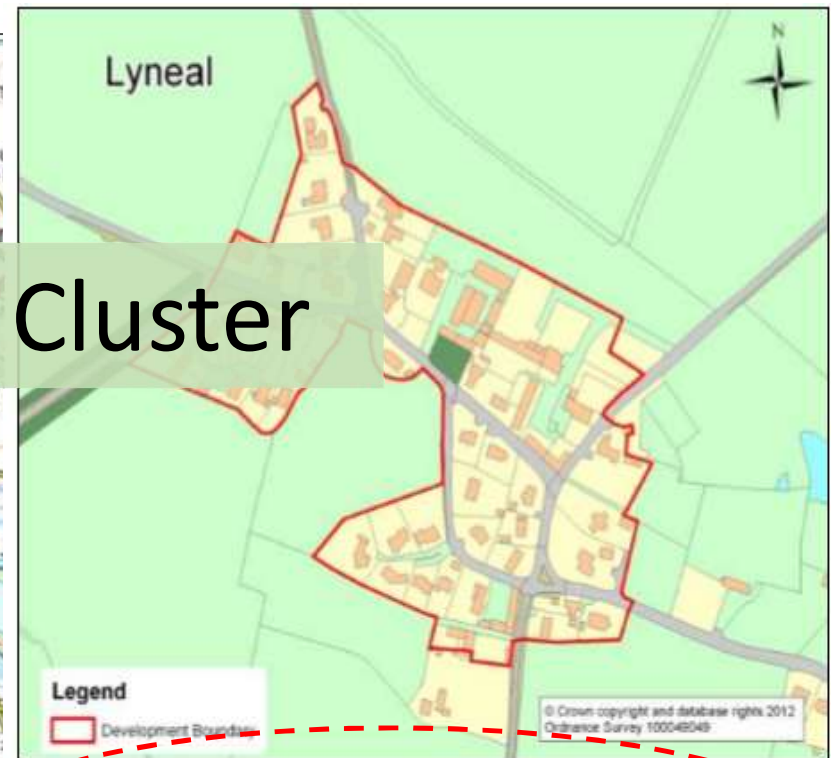 Lyneal
N
Cluster
Legend
Development Boundary
© Crown copyright and database rights 2012
Ordnance Survey 100049049